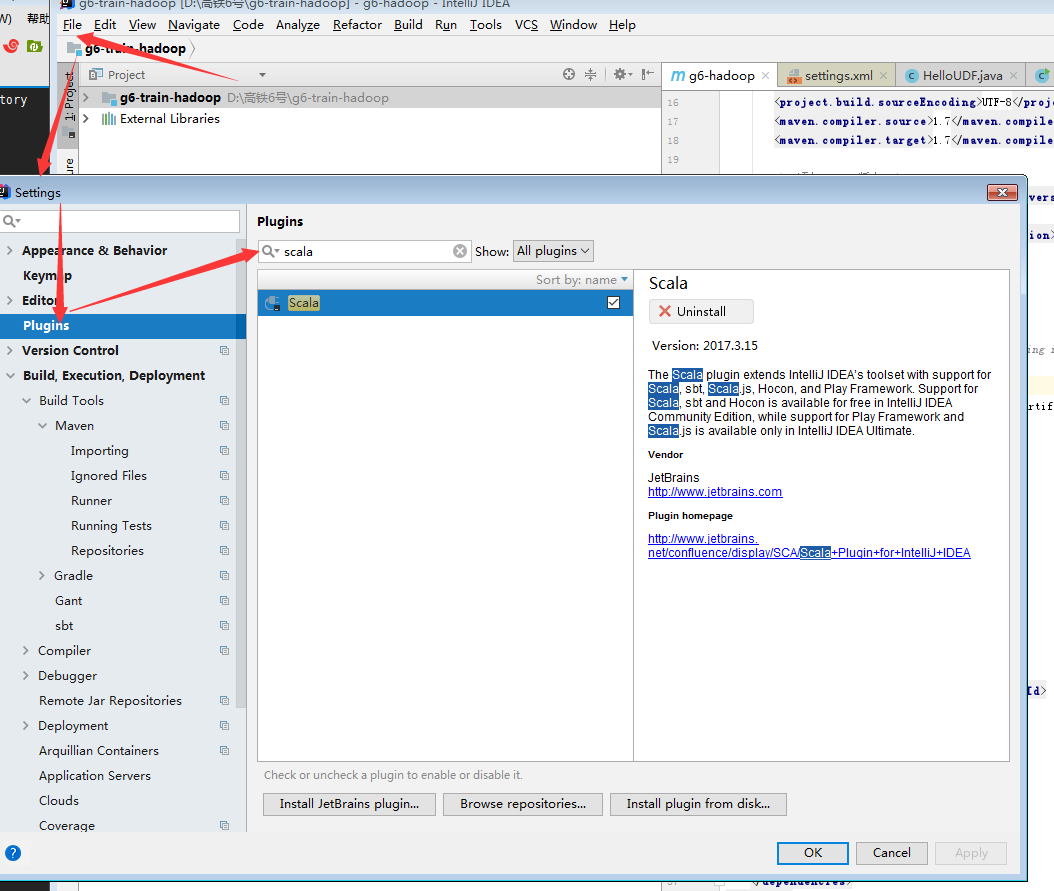 g6-train-hadoop [D:\高铁6号\g6-train-hadoop] - g6-hadoop - IntelliJ IDEA
W) 帮助
File Edit View Navigate Code Analyze Refactor Build Run Tools VCS Window Help
g6-train-hadoop
Project
g6-hadoop settings.xml HelloUDF.java
tory
1: Project
g6-train-hadoop D:\高铁6号\g6-train-hadoop
External Libraries
16 <project.build.sourceEncoding>UTF-8</proje
17 <maven.compiler.source>1.7</maven.compile
18 <maven.compiler.target>1.7</maven.compile
19
ure
Settings
vers
ion>
ing r
rtif
Id>
Plugins
scala
Show: All plugins
Appearance & Behavior
Keymap
Editor
Plugins
Version Control
Build, Execution, Deployment
Build Tools
Maven
Importing
Ignored Files
Runner
Running Tests
Repositories
Gradle
Gant
sbt
Compiler
Debugger
Remote Jar Repositories
Deployment
Arquillian Containers
Application Servers
Clouds
Coverage
Sort by: name
Scala
Scala
Uninstall
Version: 2017.3.15
The Scala plugin extends IntelliJ IDEA's toolset with support for
Scala, sbt, Scala.js, Hocon, and Play Framework. Support for
Scala, sbt and Hocon is available for free in IntelliJ IDEA
Community Edition, while support for Play Framework and
Scala.js is available only in IntelliJ IDEA Ultimate.
Vendor
JetBrains
http://www.jetbrains.com
Plugin homepage
http://www.jetbrains.
net/confluence/display/SCA/Scala+Plugin+for+IntelliJ+IDEA
Check or uncheck a plugin to enable or disable it.
Install JetBrains plugin... Browse repositories... Install plugin from disk...
?
OK Cancel Apply
37 </dependencies>